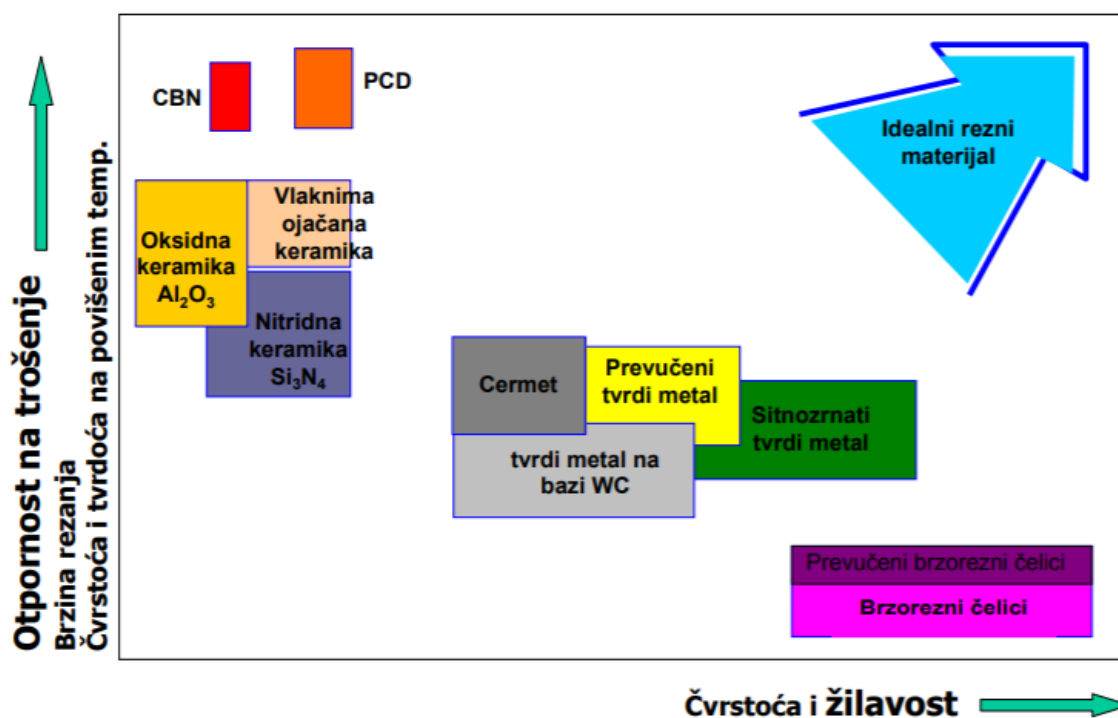 Otpornost na trošenje
Brzina rezanja
Čvrstoća i tvrdoća na povišenim temp.
CBN
PCD
Idealni rezni
materijal
Vlaknima
ojačana
keramika
Oksidna
keramika
Al₂O₃
Nitridna
keramika
Si₃N₄
Cermet
Prevučeni
tvrdi metal
Sitnozrnati
tvrdi metal
tvrdi metal na
bazi WC
Prevučeni brzorezni čelici
Brzorezni čelici
Čvrstoća i žilavost